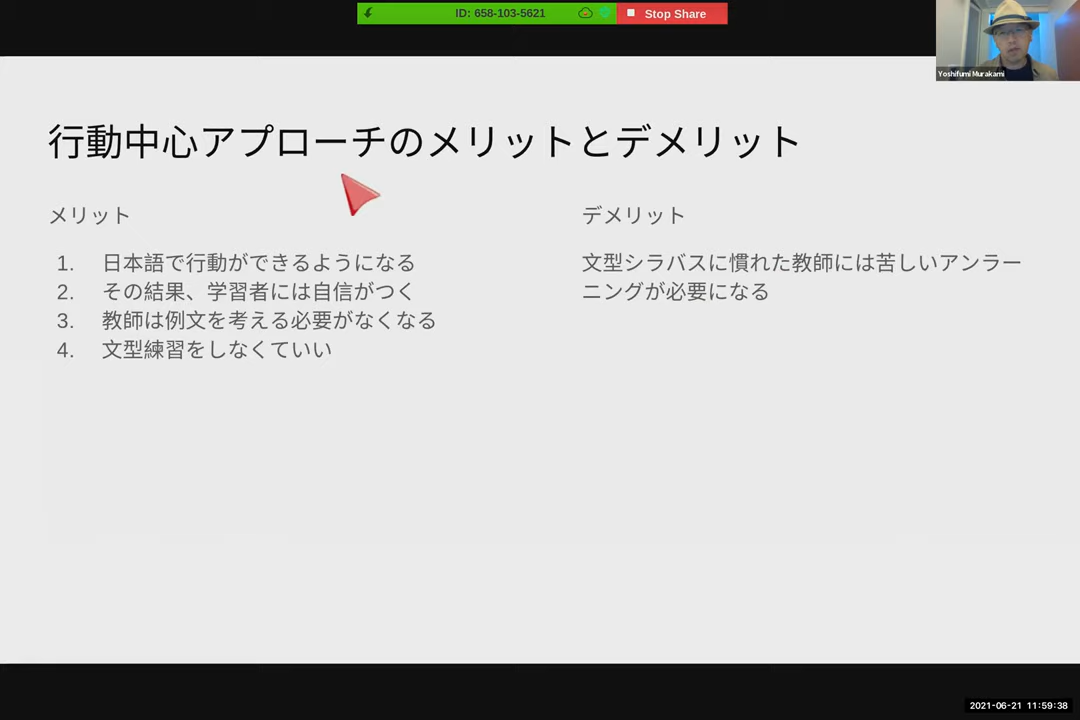 ID: 658-103-5621
Stop Share
Yoshifumi Murakami
行動中心アプローチのメリットとデメリット
メリット
1. 日本語で行動ができるようになる
2. その結果、学習者には自信がつく
3. 教師は例文を考える必要がなくなる
4. 文型練習をしなくていい
デメリット
文型シラバスに慣れた教師には苦しいアンラー
ニングが必要になる
2021-06-21 11:59:38